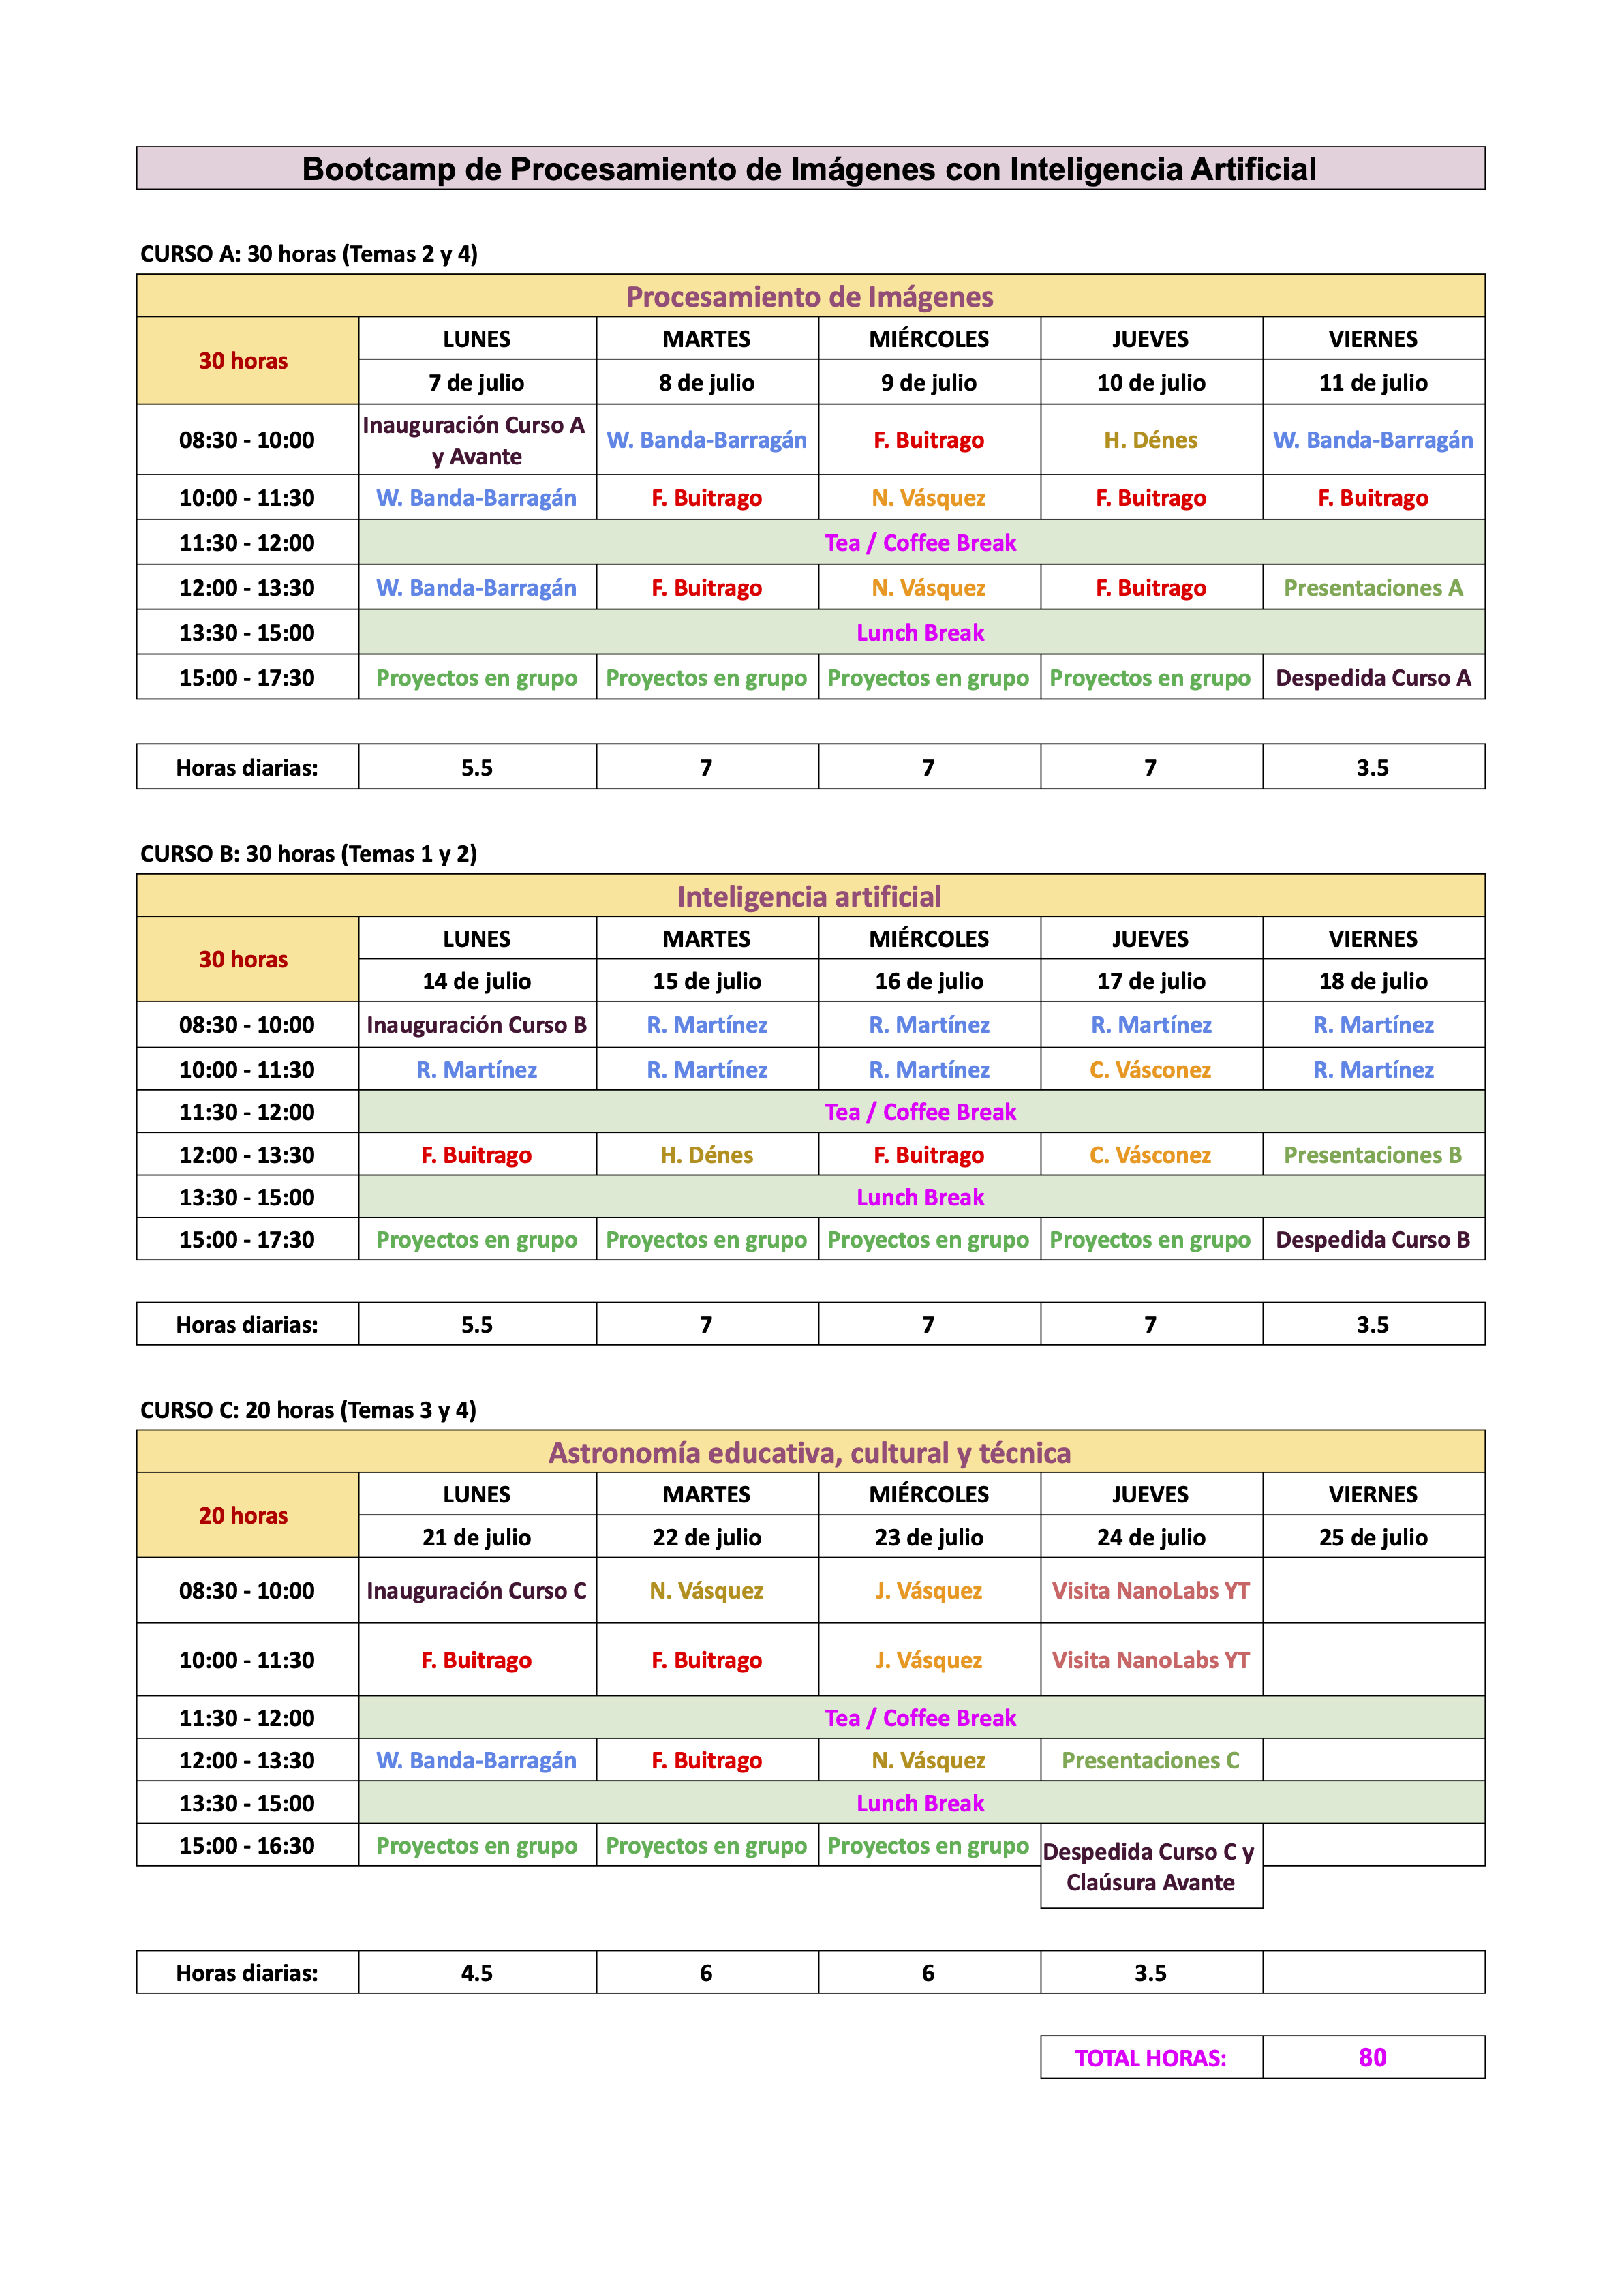 Bootcamp de Procesamiento de Imágenes con Inteligencia Artificial
CURSO A: 30 horas (Temas 2 y 4)
Procesamiento de Imágenes
30 horas LUNES MARTES MIÉRCOLES JUEVES VIERNES
7 de julio 8 de julio 9 de julio 10 de julio 11 de julio
08:30 - 10:00 Inauguración Curso A y Avante W. Banda-Barragán F. Buitrago H. Dénes W. Banda-Barragán
10:00 - 11:30 W. Banda-Barragán F. Buitrago N. Vásquez F. Buitrago F. Buitrago
11:30 - 12:00 Tea / Coffee Break
12:00 - 13:30 W. Banda-Barragán F. Buitrago N. Vásquez F. Buitrago Presentaciones A
13:30 - 15:00 Lunch Break
15:00 - 17:30 Proyectos en grupo Proyectos en grupo Proyectos en grupo Proyectos en grupo Despedida Curso A
Horas diarias: 5.5 7 7 7 3.5
CURSO B: 30 horas (Temas 1 y 2)
Inteligencia artificial
30 horas LUNES MARTES MIÉRCOLES JUEVES VIERNES
14 de julio 15 de julio 16 de julio 17 de julio 18 de julio
08:30 - 10:00 Inauguración Curso B R. Martínez R. Martínez R. Martínez R. Martínez
10:00 - 11:30 R. Martínez R. Martínez R. Martínez C. Vásconez R. Martínez
11:30 - 12:00 Tea / Coffee Break
12:00 - 13:30 F. Buitrago H. Dénes F. Buitrago C. Vásconez Presentaciones B
13:30 - 15:00 Lunch Break
15:00 - 17:30 Proyectos en grupo Proyectos en grupo Proyectos en grupo Proyectos en grupo Despedida Curso B
Horas diarias: 5.5 7 7 7 3.5
CURSO C: 20 horas (Temas 3 y 4)
Astronomía educativa, cultural y técnica
20 horas LUNES MARTES MIÉRCOLES JUEVES VIERNES
21 de julio 22 de julio 23 de julio 24 de julio 25 de julio
08:30 - 10:00 Inauguración Curso C N. Vásquez J. Vásquez Visita NanoLabs YT
10:00 - 11:30 F. Buitrago F. Buitrago J. Vásquez Visita NanoLabs YT
11:30 - 12:00 Tea / Coffee Break
12:00 - 13:30 W. Banda-Barragán F. Buitrago N. Vásquez Presentaciones C
13:30 - 15:00 Lunch Break
15:00 - 16:30 Proyectos en grupo Proyectos en grupo Proyectos en grupo Despedida Curso C y Claúsura Avante
Horas diarias: 4.5 6 6 3.5
TOTAL HORAS: 80